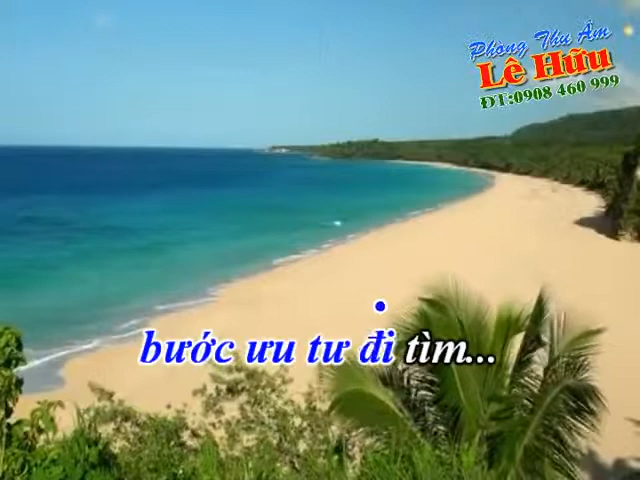 Phòng Thu Âm
Lê Hữu
ĐT:0908 460 999
bước ưu tư đi tìm...